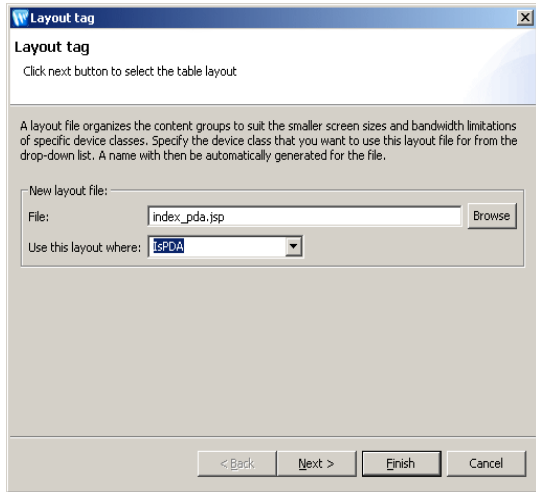 Layout tag
Layout tag
Click next button to select the table layout
A layout file organizes the content groups to suit the smaller screen sizes and bandwidth limitations
of specific device classes. Specify the device class that you want to use this layout file for from the
drop-down list. A name with then be automatically generated for the file.
New layout file:
File: index_pda.jsp Browse
Use this layout where: IsPDA
< Back Next > Finish Cancel